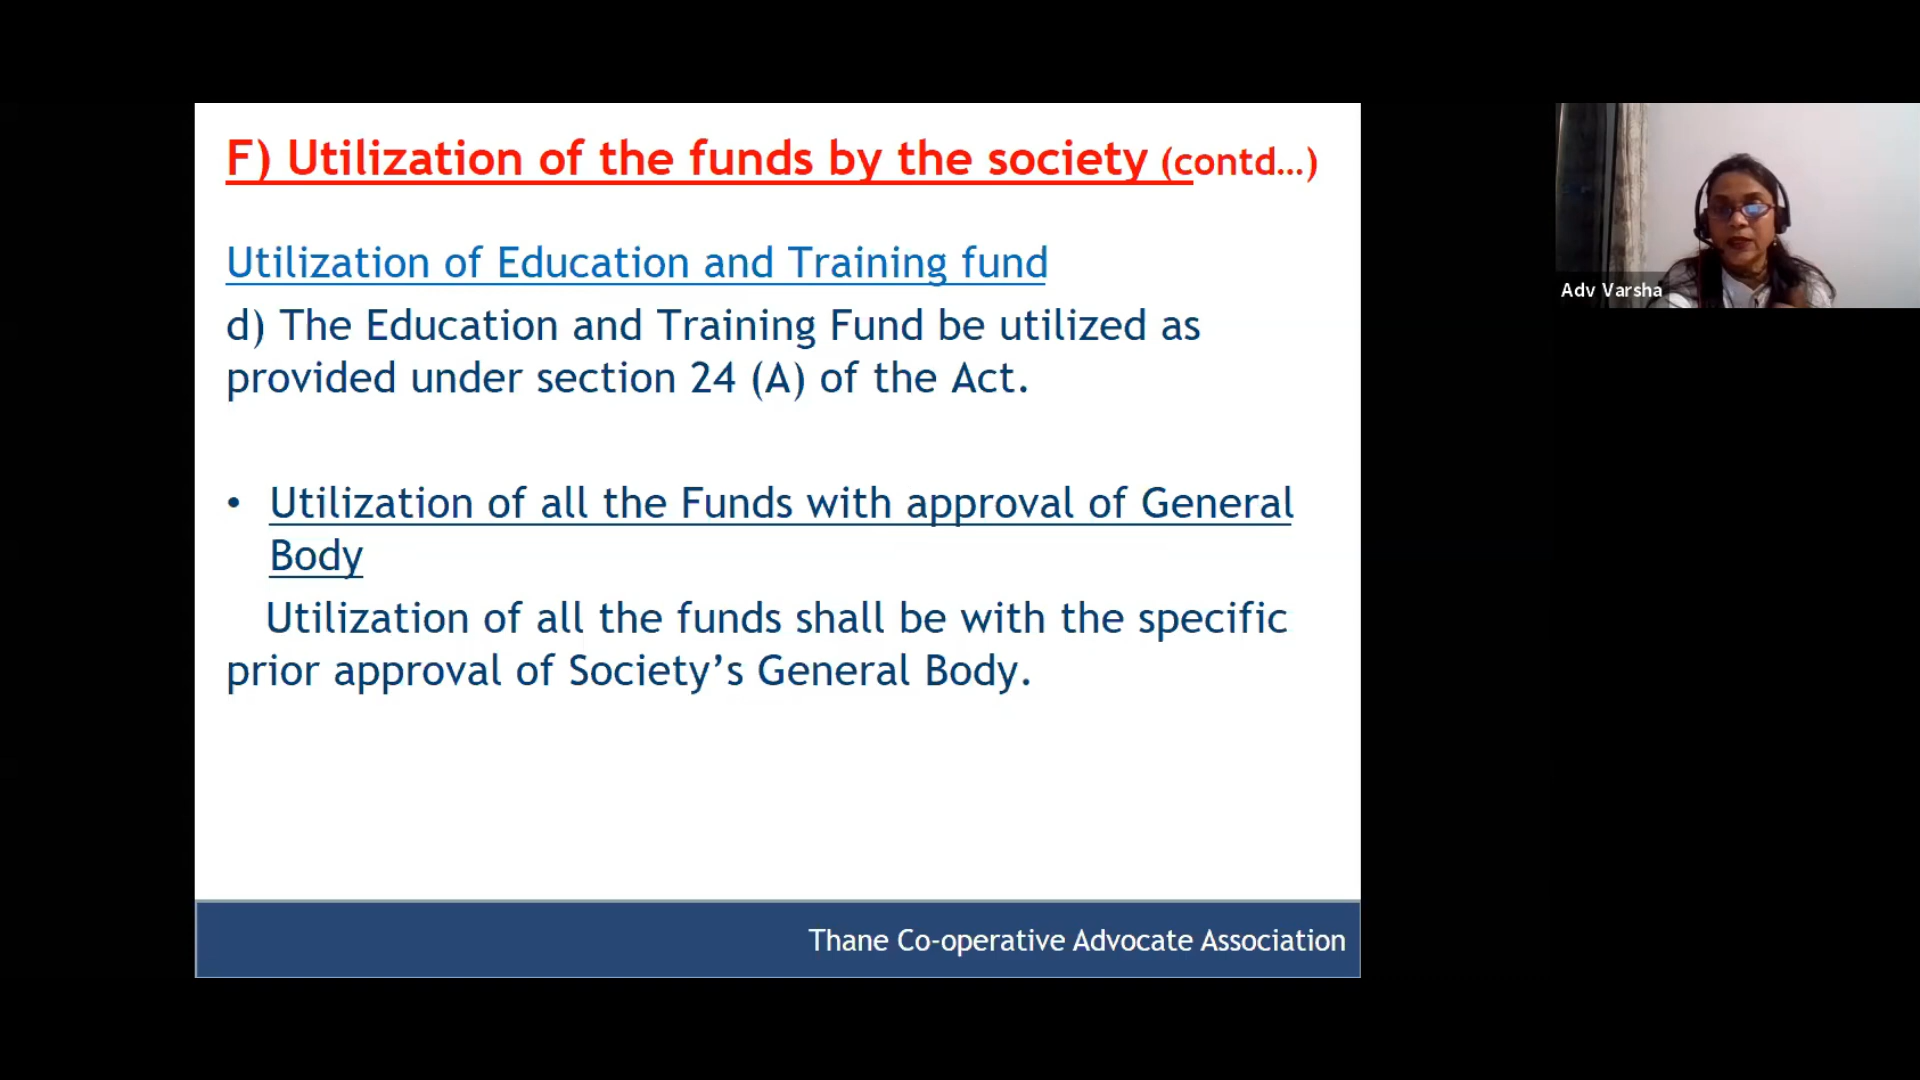 F) Utilization of the funds by the society (contd...)
Utilization of Education and Training fund
d) The Education and Training Fund be utilized as
provided under section 24 (A) of the Act.
• Utilization of all the Funds with approval of General
Body
Utilization of all the funds shall be with the specific
prior approval of Society’s General Body.
Thane Co-operative Advocate Association
Adv Varsha